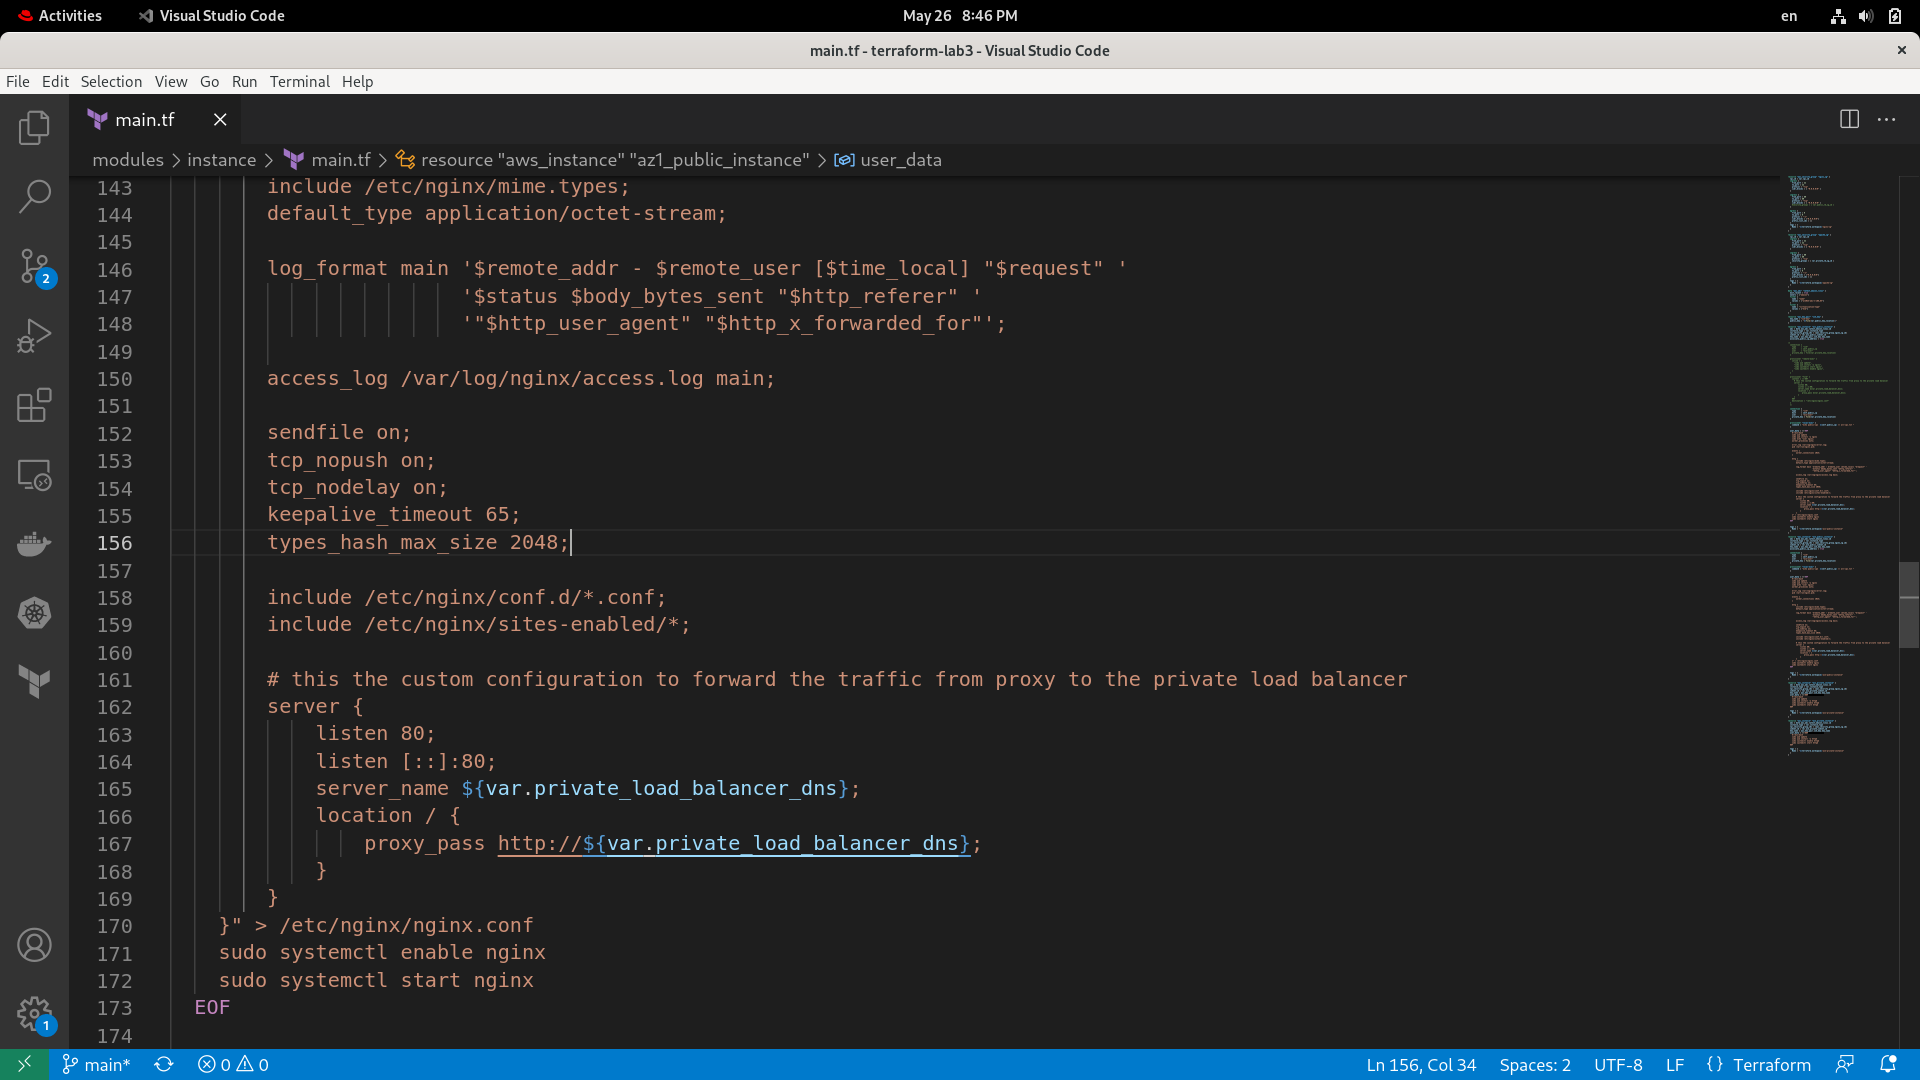 Activities Visual Studio Code May 26 8:46 PM en
main.tf - terraform-lab3 - Visual Studio Code
File Edit Selection View Go Run Terminal Help
main.tf
modules > instance > main.tf > resource "aws_instance" "az1_public_instance" > user_data
143 include /etc/nginx/mime.types;
144 default_type application/octet-stream;
145
146 log_format main '$remote_addr - $remote_user [$time_local] "$request" '
147 '$status $body_bytes_sent "$http_referer" '
148 '"$http_user_agent" "$http_x_forwarded_for"';
149
150 access_log /var/log/nginx/access.log main;
151
152 sendfile on;
153 tcp_nopush on;
154 tcp_nodelay on;
155 keepalive_timeout 65;
156 types_hash_max_size 2048;
157
158 include /etc/nginx/conf.d/*.conf;
159 include /etc/nginx/sites-enabled/*;
160
161 # this the custom configuration to forward the traffic from proxy to the private load balancer
162 server {
163 listen 80;
164 listen [::]:80;
165 server_name ${var.private_load_balancer_dns};
166 location / {
167 proxy_pass http://${var.private_load_balancer_dns};
168 }
169 }
170 }" > /etc/nginx/nginx.conf
171 sudo systemctl enable nginx
172 sudo systemctl start nginx
173 EOF
174
2
1
main* 0 0 Ln 156, Col 34 Spaces: 2 UTF-8 LF {} Terraform